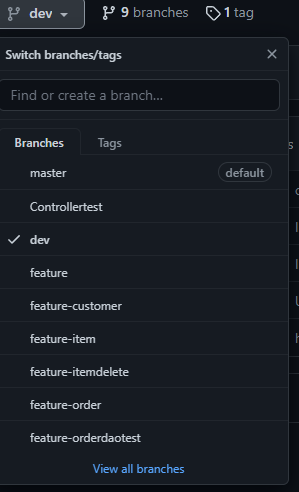 dev 9 branches 1 tag
Switch branches/tags
Find or create a branch...
Branches Tags
master default
Controllertest
dev
feature
feature-customer
feature-item
feature-itemdelete
feature-order
feature-orderdaotest
View all branches